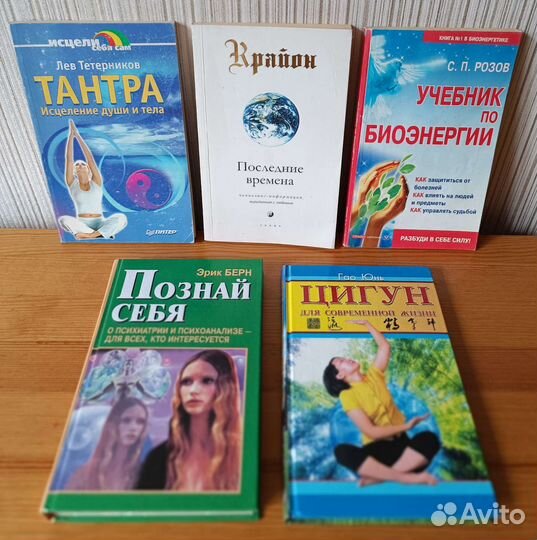 исцели
себя сам
Лев Тетерников
ТАНТРА
Исцеление души и тела
ПИТЕР
Крайон
Последние
времена
СОФИЯ
КНИГА №1 В БИОЭНЕРГЕТИКЕ
С. П. РОЗОВ
УЧЕБНИК
ПО
БИОЭНЕРГИИ
КАК защититься от
болезней
КАК влиять на людей
и предметы
КАК управлять судьбой
РАЗБУДИ В СЕБЕ СИЛУ!
Эрик БЕРН
ПОЗНАЙ
СЕБЯ
О ПСИХИАТРИИ И ПСИХОАНАЛИЗЕ –
ДЛЯ ВСЕХ, КТО ИНТЕРЕСУЕТСЯ
Гао Юнь
ЦИГУН
ДЛЯ СОВРЕМЕННОЙ ЖИЗНИ
Avito